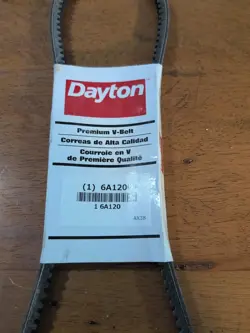 Dayton
Premium V-Belt
Correas de Alta Calidad
Courroie en V
de Première Qualité
(1) 6A120
1 6A120